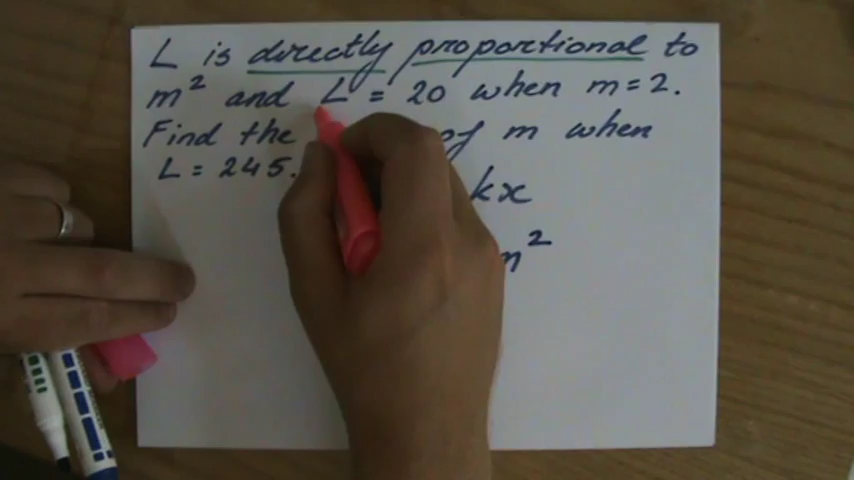 L is directly proportional to
m² and L = 20 when m = 2.
Find the of m when
L = 245.
kx
m²